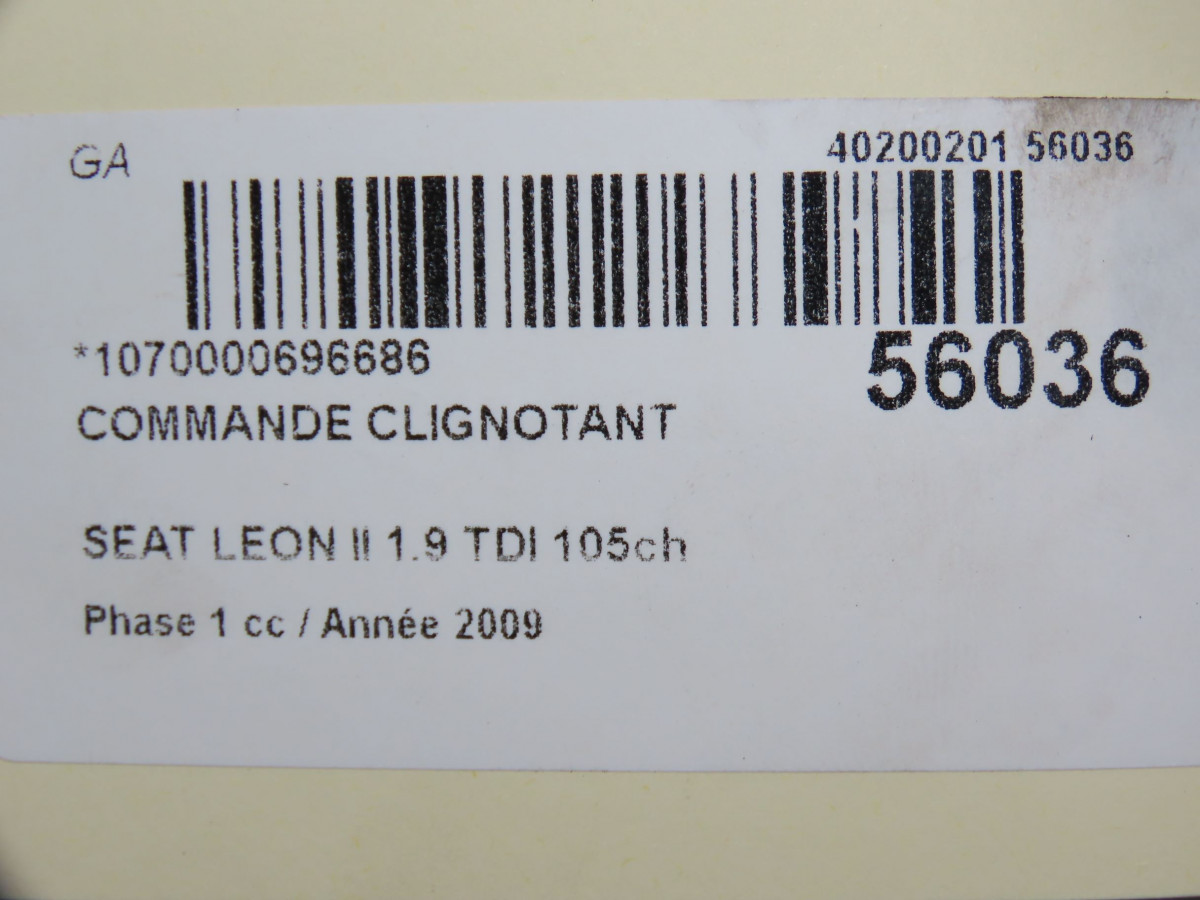 GA
40200201 56036
*1070000696686
56036
COMMANDE CLIGNOTANT
SEAT LEON II 1.9 TDI 105ch
Phase 1 cc / Année 2009